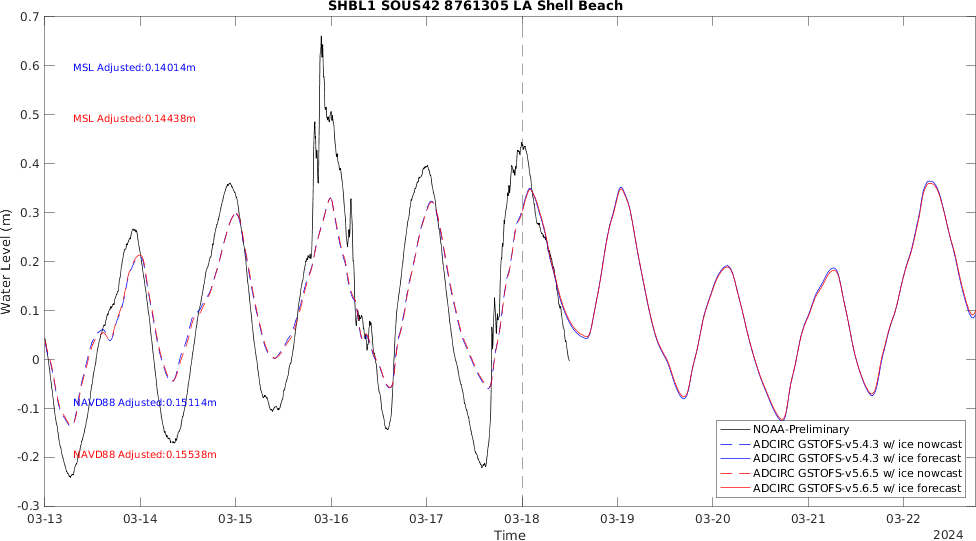 SHBL1 SOUS42 8761305 LA Shell Beach
0.7
0.6
0.5
0.4
0.3
0.2
0.1
0
-0.1
-0.2
-0.3
Water Level (m)
MSL Adjusted:0.14014m
MSL Adjusted:0.14438m
NAVD88 Adjusted:0.15114m
NAVD88 Adjusted:0.15538m
NOAA-Preliminary
ADCIRC GSTOFS-v5.4.3 w/ ice nowcast
ADCIRC GSTOFS-v5.4.3 w/ ice forecast
ADCIRC GSTOFS-v5.6.5 w/ ice nowcast
ADCIRC GSTOFS-v5.6.5 w/ ice forecast
03-13 03-14 03-15 03-16 03-17 03-18 03-19 03-20 03-21 03-22
Time
2024